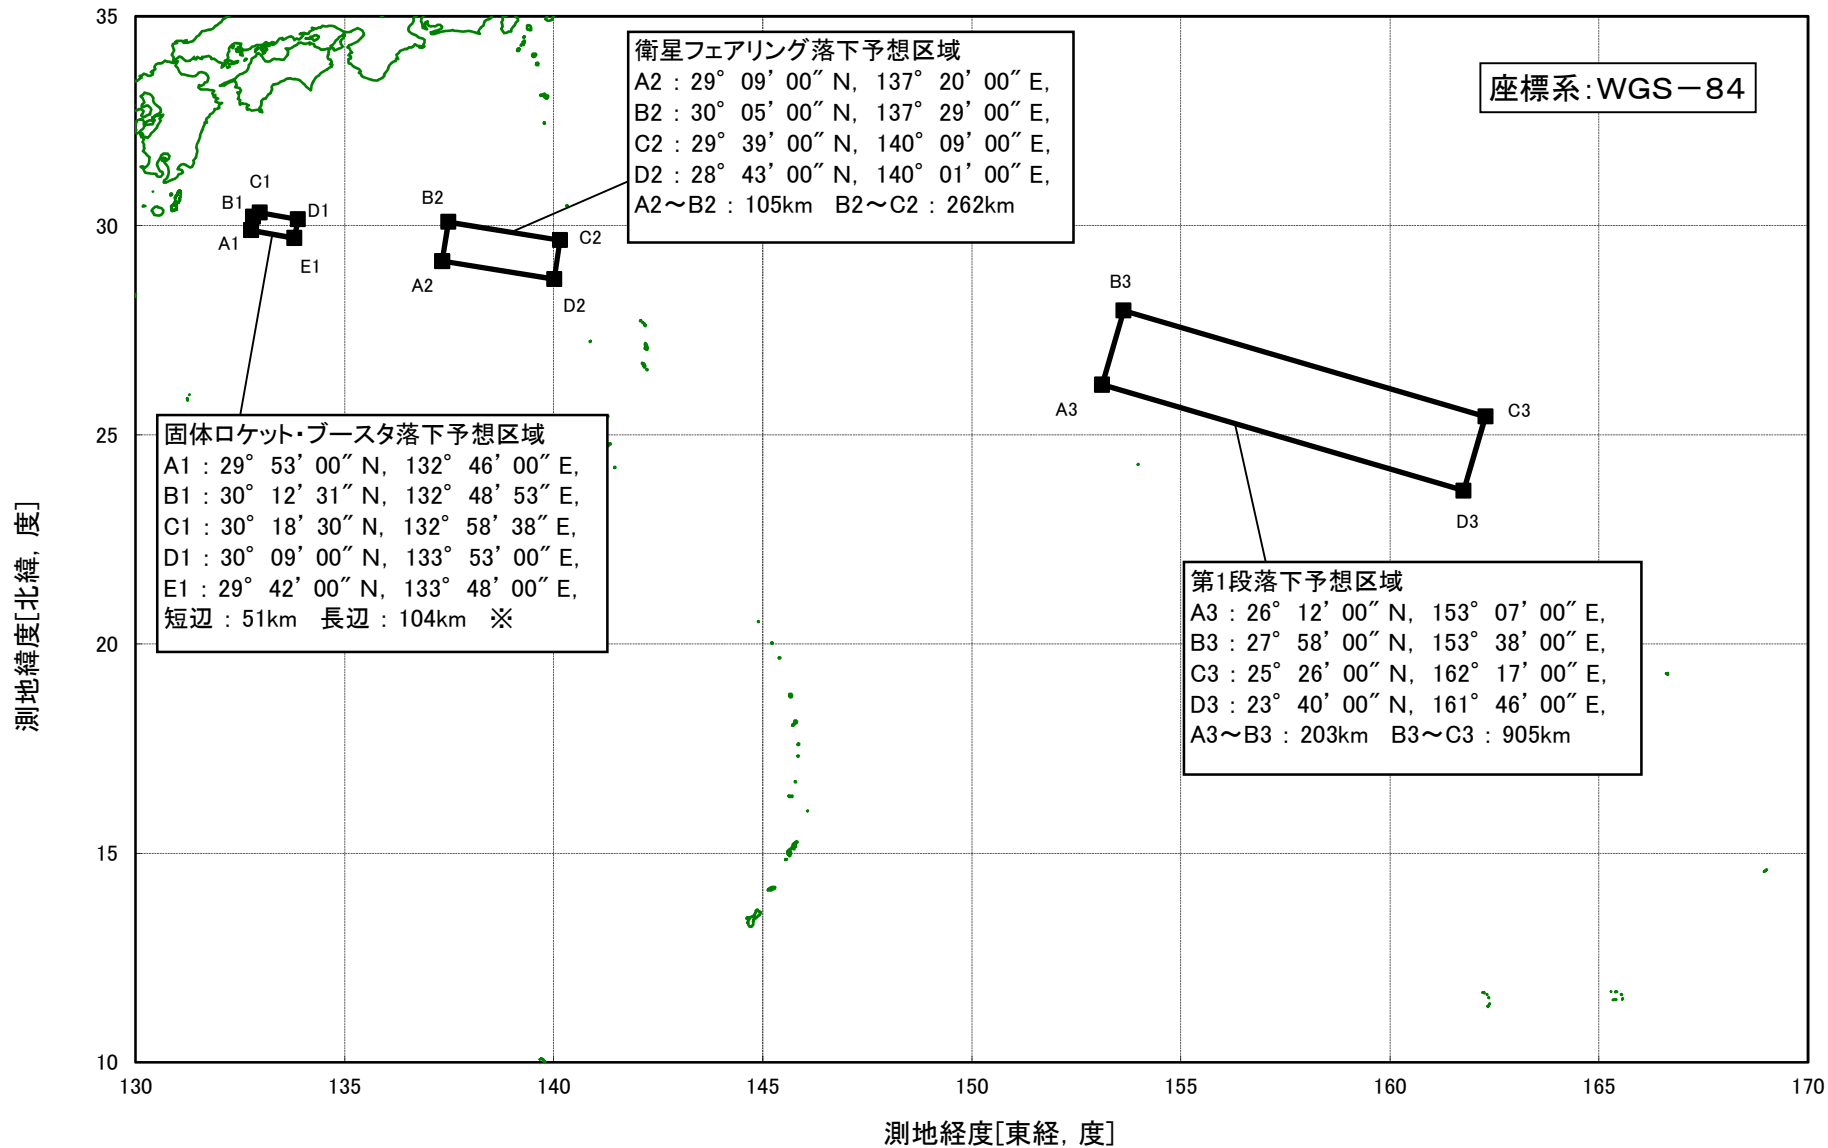 衛星フェアリング落下予想区域
A2 : 29° 09’ 00” N, 137° 20’ 00” E,
B2 : 30° 05’ 00” N, 137° 29’ 00” E,
C2 : 29° 39’ 00” N, 140° 09’ 00” E,
D2 : 28° 43’ 00” N, 140° 01’ 00” E,
A2～B2 : 105km B2～C2 : 262km
座標系:WGS－84
C1
B1
D1
A1
E1
B2
C2
A2
D2
B3
A3
C3
D3
固体ロケット・ブースタ落下予想区域
A1 : 29° 53’ 00” N, 132° 46’ 00” E,
B1 : 30° 12’ 31” N, 132° 48’ 53” E,
C1 : 30° 18’ 30” N, 132° 58’ 38” E,
D1 : 30° 09’ 00” N, 133° 53’ 00” E,
E1 : 29° 42’ 00” N, 133° 48’ 00” E,
短辺 : 51km 長辺 : 104km ※
第1段落下予想区域
A3 : 26° 12’ 00” N, 153° 07’ 00” E,
B3 : 27° 58’ 00” N, 153° 38’ 00” E,
C3 : 25° 26’ 00” N, 162° 17’ 00” E,
D3 : 23° 40’ 00” N, 161° 46’ 00” E,
A3～B3 : 203km B3～C3 : 905km
測地緯度[北緯, 度]
35
30
25
20
15
10
130 135 140 145 150 155 160 165 170
測地経度[東経, 度]